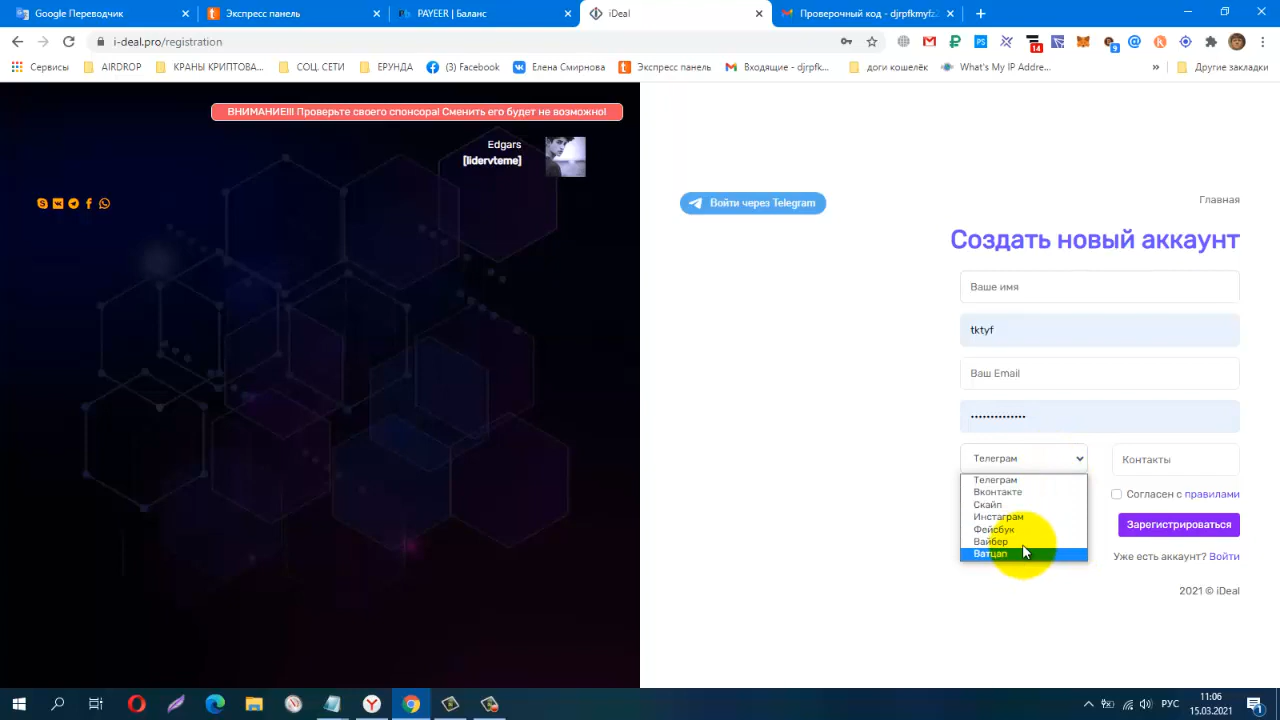 Google Переводчик
Экспресс панель
PAYEER | Баланс
iDeal
Проверочный код - djrpfkmyfz2
i-deal.pro/registration
14
9
Сервисы
AIRDROP
КРАНЫ КРИПТОВА...
СОЦ. СЕТИ
ЕРУНДА
(3) Facebook
Елена Смирнова
Экспресс панель
Входящие - djrpfk...
доги кошелёк
What's My IP Addre...
»
Другие закладки
ВНИМАНИЕ!!! Проверьте своего спонсора! Сменить его будет не возможно!
Edgars
[lidervteme]
Войти через Telegram
Главная
Создать новый аккаунт
Ваше имя
tktyf
Ваш Email
••••••••••••••
Телеграм
Контакты
Телеграм
Вконтакте
Скайп
Инстаграм
Фейсбук
Вайбер
Ватцап
Согласен с правилами
Зарегистрироваться
Уже есть аккаунт? Войти
2021 © iDeal
РУС
11:06
15.03.2021
1